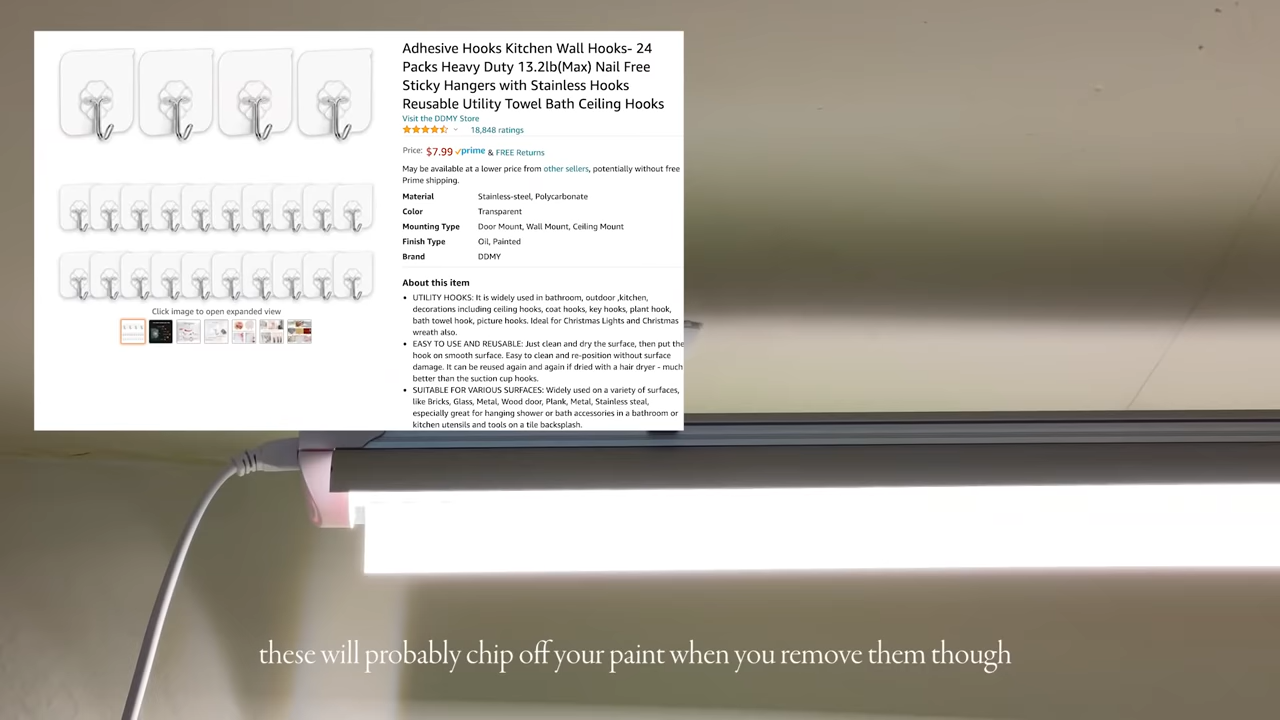 Adhesive Hooks Kitchen Wall Hooks- 24
Packs Heavy Duty 13.2lb(Max) Nail Free
Sticky Hangers with Stainless Hooks
Reusable Utility Towel Bath Ceiling Hooks
Visit the DDMY Store
18,848 ratings
Price: $7.99 prime & FREE Returns
May be available at a lower price from other sellers, potentially without free
Prime shipping.
Material Stainless-steel, Polycarbonate
Color Transparent
Mounting Type Door Mount, Wall Mount, Ceiling Mount
Finish Type Oil, Painted
Brand DDMY
About this item
• UTILITY HOOKS: It is widely used in bathroom, outdoor ,kitchen,
decorations including ceiling hooks, coat hooks, key hooks, plant hook,
bath towel hook, picture hooks. Ideal for Christmas Lights and Christmas
wreath also.
• EASY TO USE AND REUSABLE: Just clean and dry the surface, then put the
hook on smooth surface. Easy to clean and re-position without surface
damage. It can be reused again and again if dried with a hair dryer - much
better than the suction cup hooks.
• SUITABLE FOR VARIOUS SURFACES: Widely used on a variety of surfaces,
like Bricks, Glass, Metal, Wood door, Plank, Metal, Stainless steal,
especially great for hanging shower or bath accessories in a bathroom or
kitchen utensils and tools on a tile backsplash.
Click image to open expanded view
these will probably chip off your paint when you remove them though